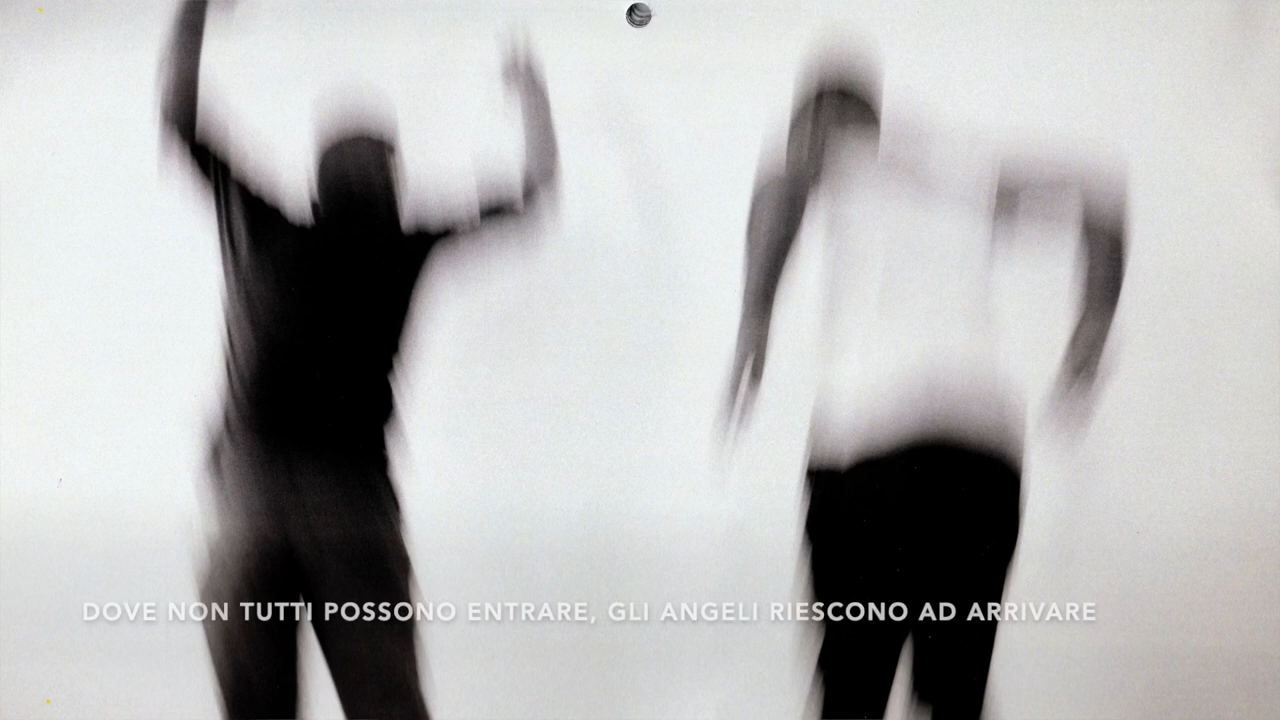 DOVE NON TUTTI POSSONO ENTRARE, GLI ANGELI RIESCONO AD ARRIVARE